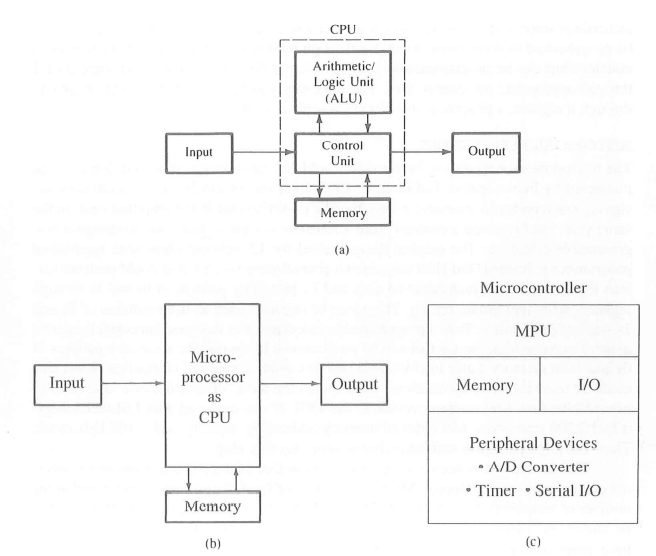 CPU
Arithmetic/
Logic Unit
(ALU)
Input
Control
Unit
Output
Memory
(a)
Microcontroller
MPU
Memory
I/O
Peripheral Devices
• A/D Converter
• Timer • Serial I/O
(c)
Input
Micro-
processor
as
CPU
Output
Memory
(b)